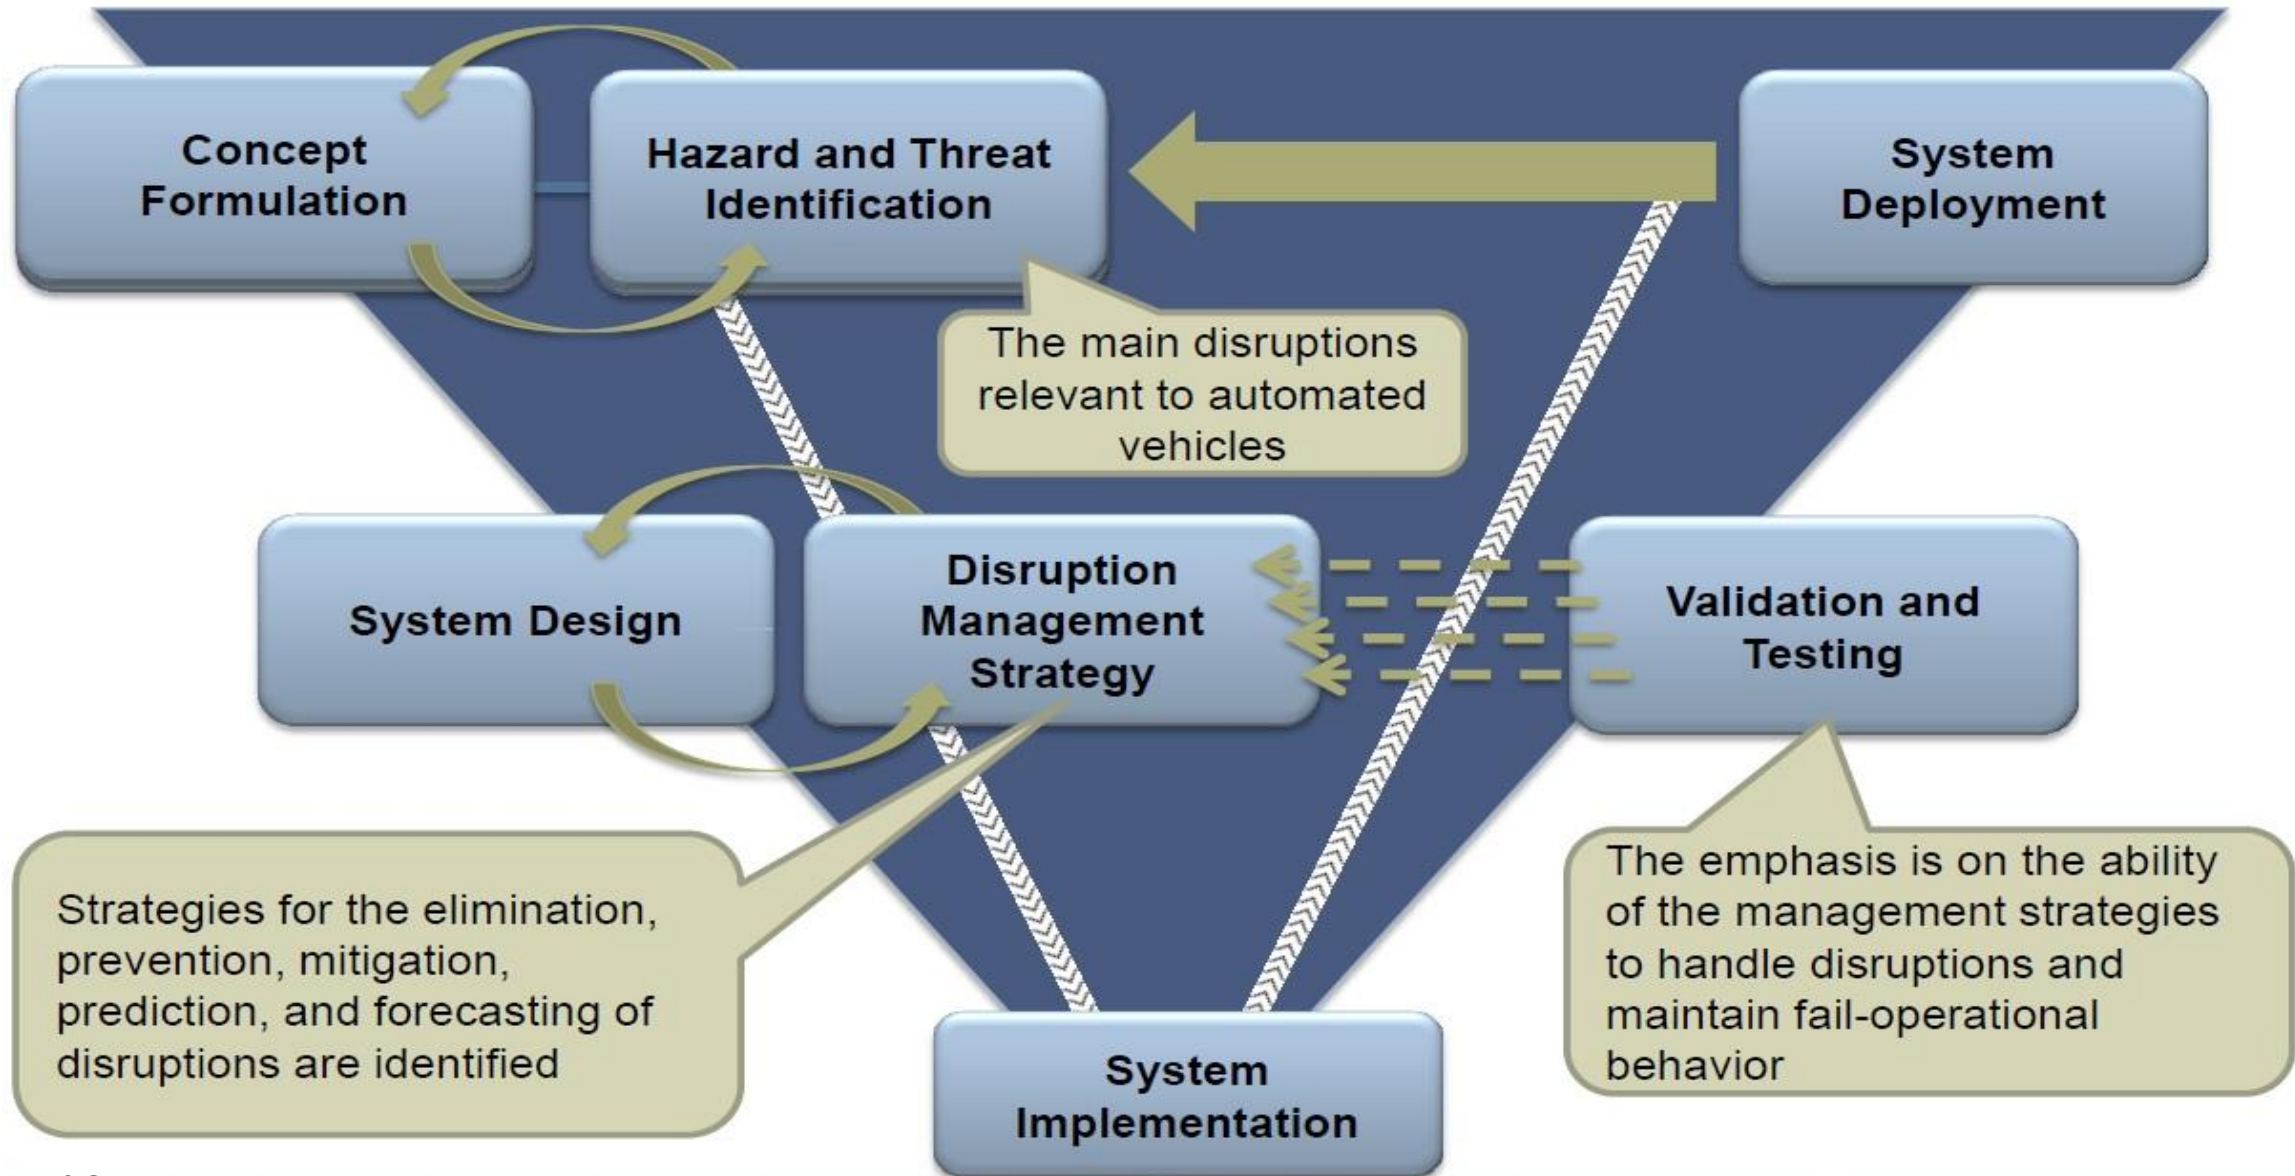 Concept
Formulation
Hazard and Threat
Identification
System
Deployment
The main disruptions
relevant to automated
vehicles
System Design
Disruption
Management
Strategy
Validation and
Testing
Strategies for the elimination,
prevention, mitigation,
prediction, and forecasting of
disruptions are identified
The emphasis is on the ability
of the management strategies
to handle disruptions and
maintain fail-operational
behavior
System
Implementation